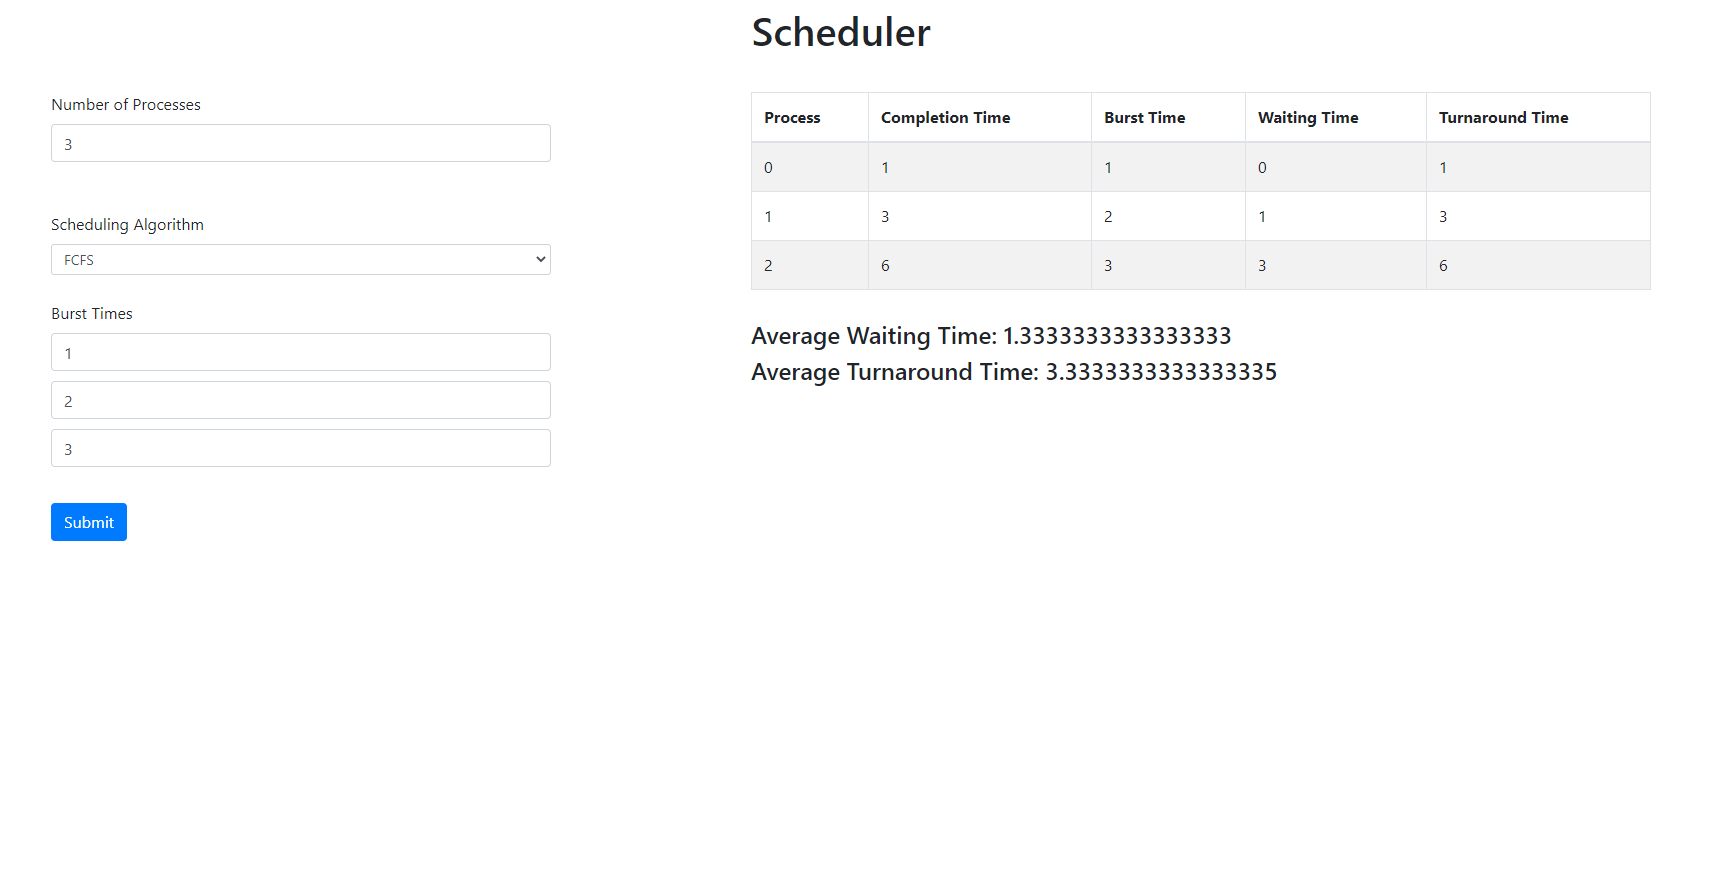 Scheduler
Number of Processes
3
Scheduling Algorithm
FCFS
Burst Times
1
2
3
Submit
Process Completion Time Burst Time Waiting Time Turnaround Time
0 1 1 0 1
1 3 2 1 3
2 6 3 3 6
Average Waiting Time: 1.3333333333333333
Average Turnaround Time: 3.3333333333333335